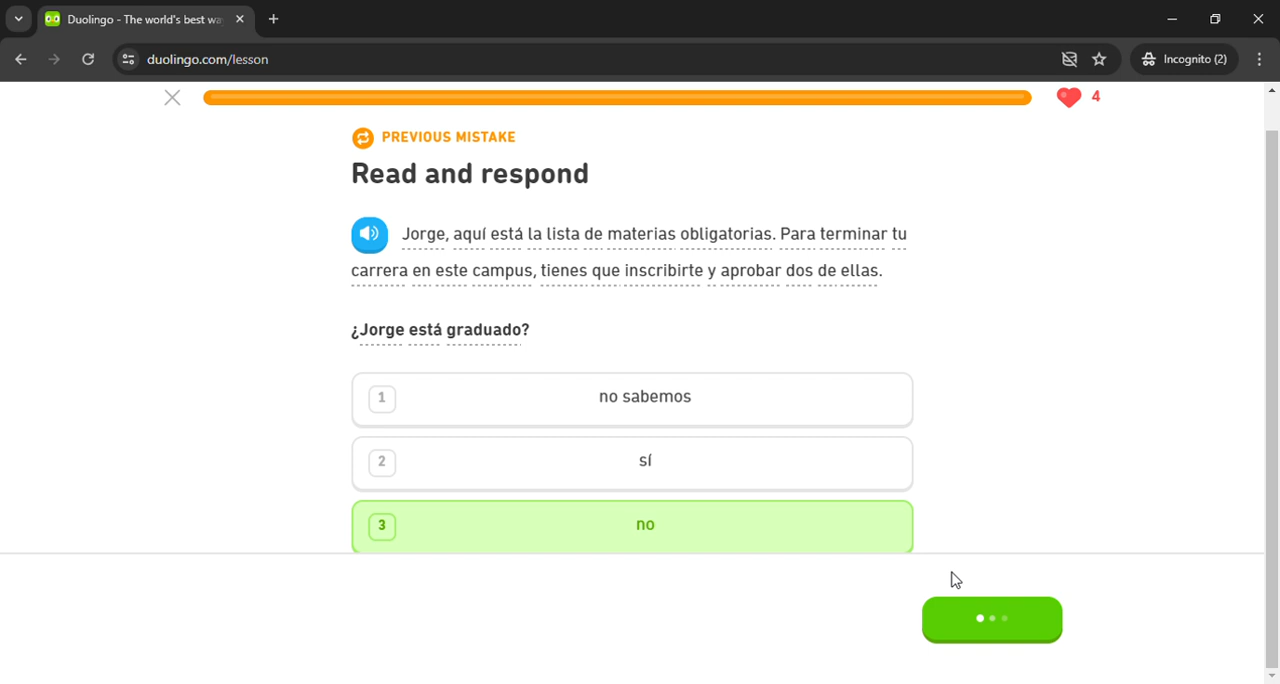 Duolingo - The world's best wa
duolingo.com/lesson
Incognito (2)
4
PREVIOUS MISTAKE
Read and respond
Jorge, aquí está la lista de materias obligatorias. Para terminar tu
carrera en este campus, tienes que inscribirte y aprobar dos de ellas.
¿Jorge está graduado?
1 no sabemos
2 sí
3 no